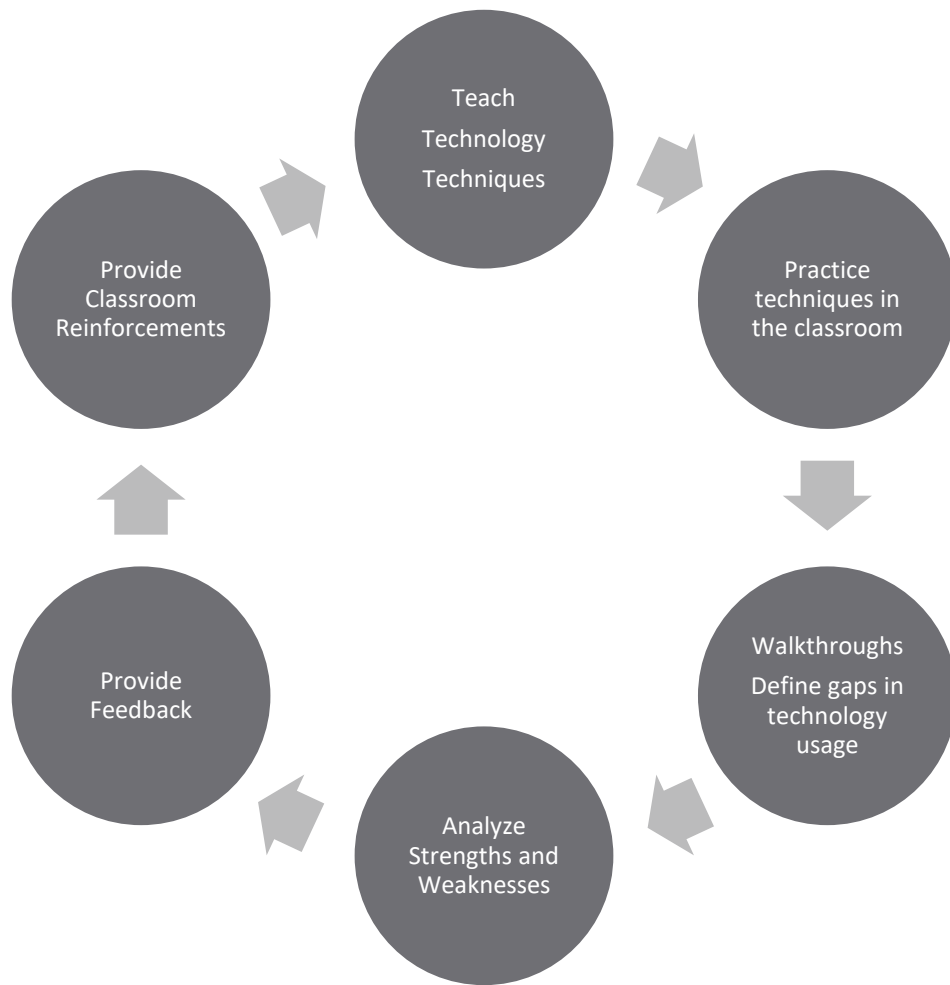 Teach
Technology
Techniques
Practice
techniques in
the classroom
Walkthroughs
Define gaps in
technology
usage
Analyze
Strengths and
Weaknesses
Provide
Feedback
Provide
Classroom
Reinforcements